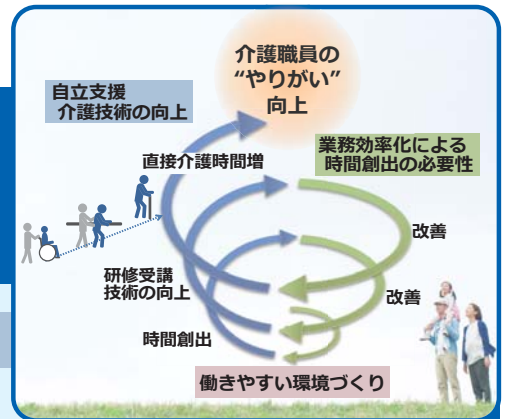 介護職員の
“やりがい”
向上
自立支援
介護技術の向上
業務効率化による
時間創出の必要性
直接介護時間増
改善
研修受講
技術の向上
改善
時間創出
働きやすい環境づくり